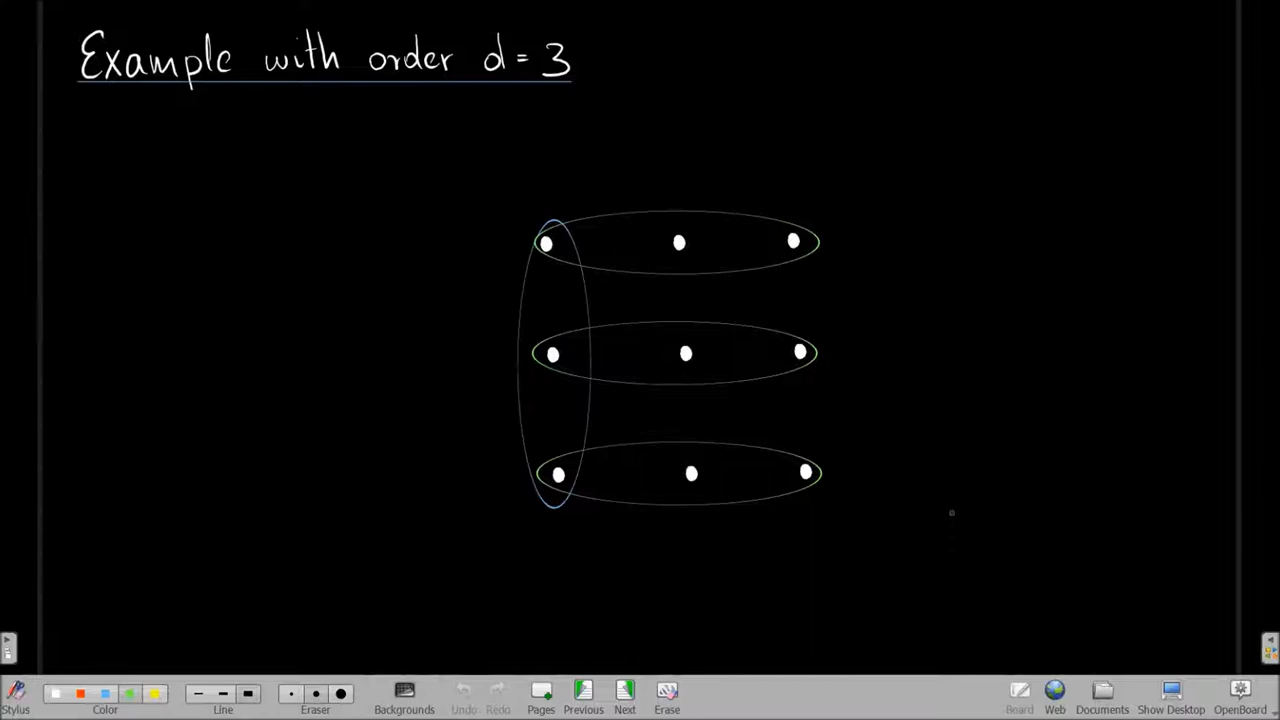 Example with order d = 3
Stylus
Color
Line
Eraser
Backgrounds
Undo
Redo
Pages
Previous
Next
Erase
Board
Web
Documents
Show Desktop
OpenBoard